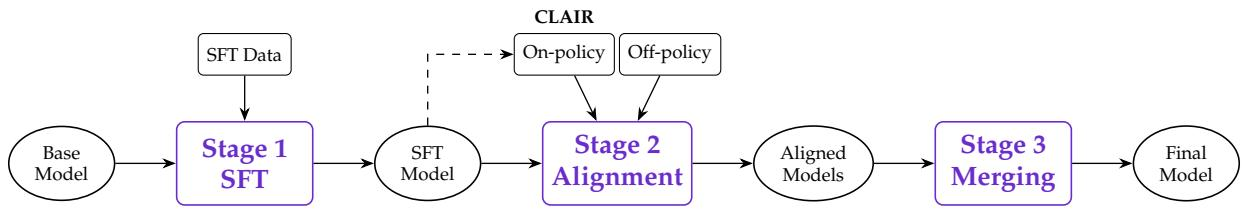 CLAIR
SFT Data
On-policy
Off-policy
Base
Model
Stage 1
SFT
SFT
Model
Stage 2
Alignment
Aligned
Models
Stage 3
Merging
Final
Model